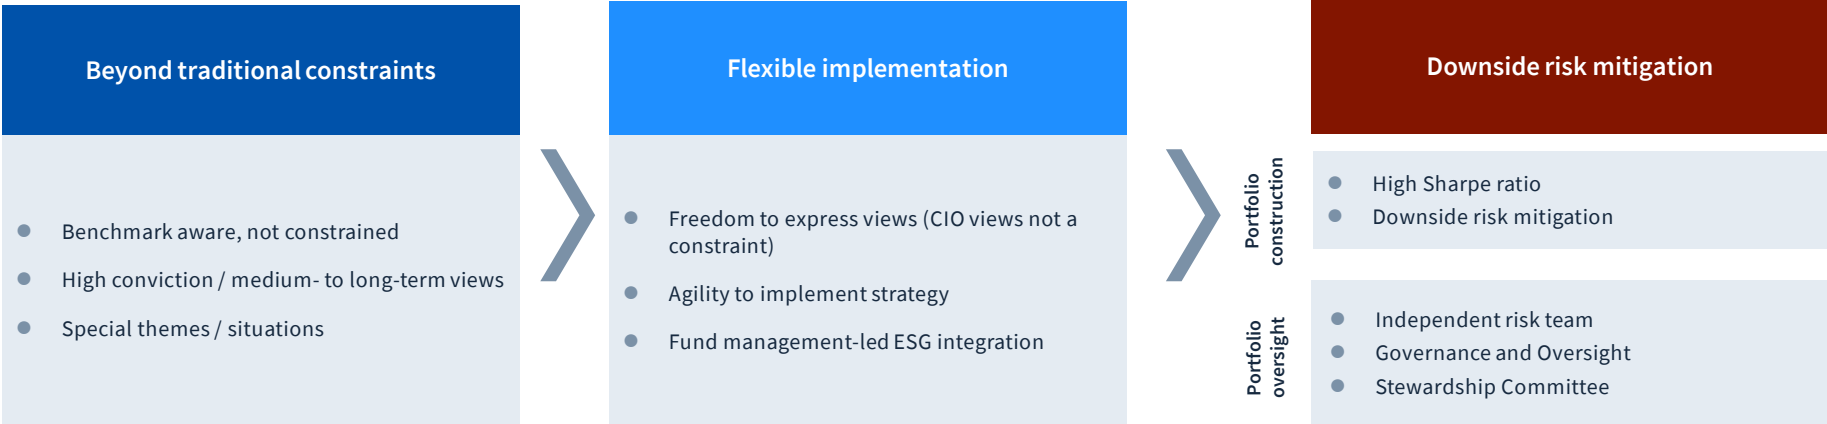 Beyond traditional constraints
Benchmark aware, not constrained
High conviction / medium- to long-term views
Special themes / situations
Flexible implementation
Freedom to express views (CIO views not a
constraint)
Agility to implement strategy
Fund management-led ESG integration
Downside risk mitigation
Portfolio
construction
High Sharpe ratio
Downside risk mitigation
Portfolio
oversight
Independent risk team
Governance and Oversight
Stewardship Committee